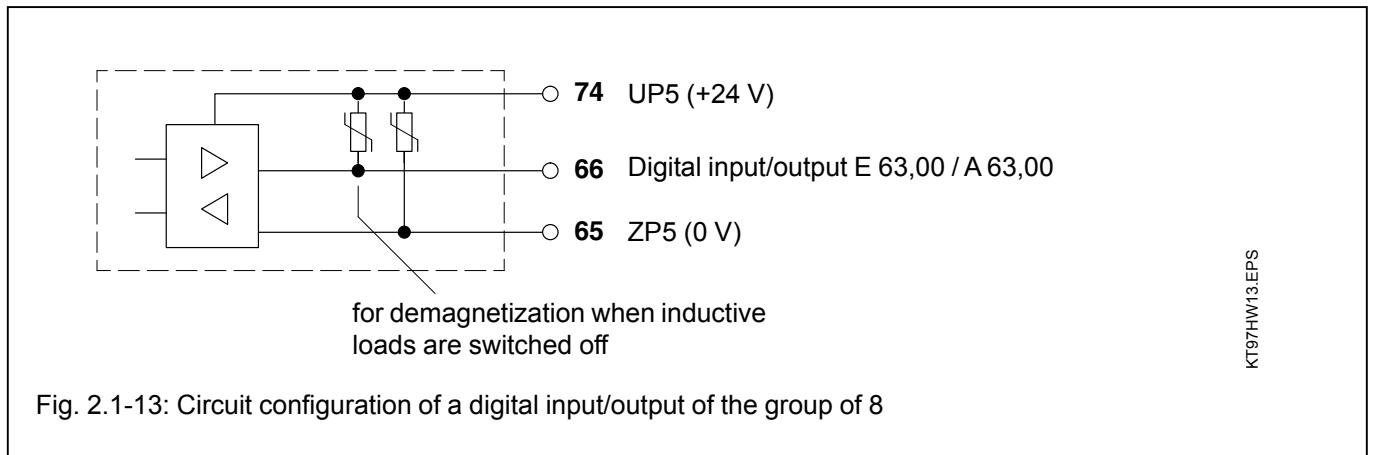 74 UP5 (+24 V)
66 Digital input/output E 63,00 / A 63,00
65 ZP5 (0 V)
for demagnetization when inductive
loads are switched off
KT97HW13.EPS
Fig. 2.1-13: Circuit configuration of a digital input/output of the group of 8